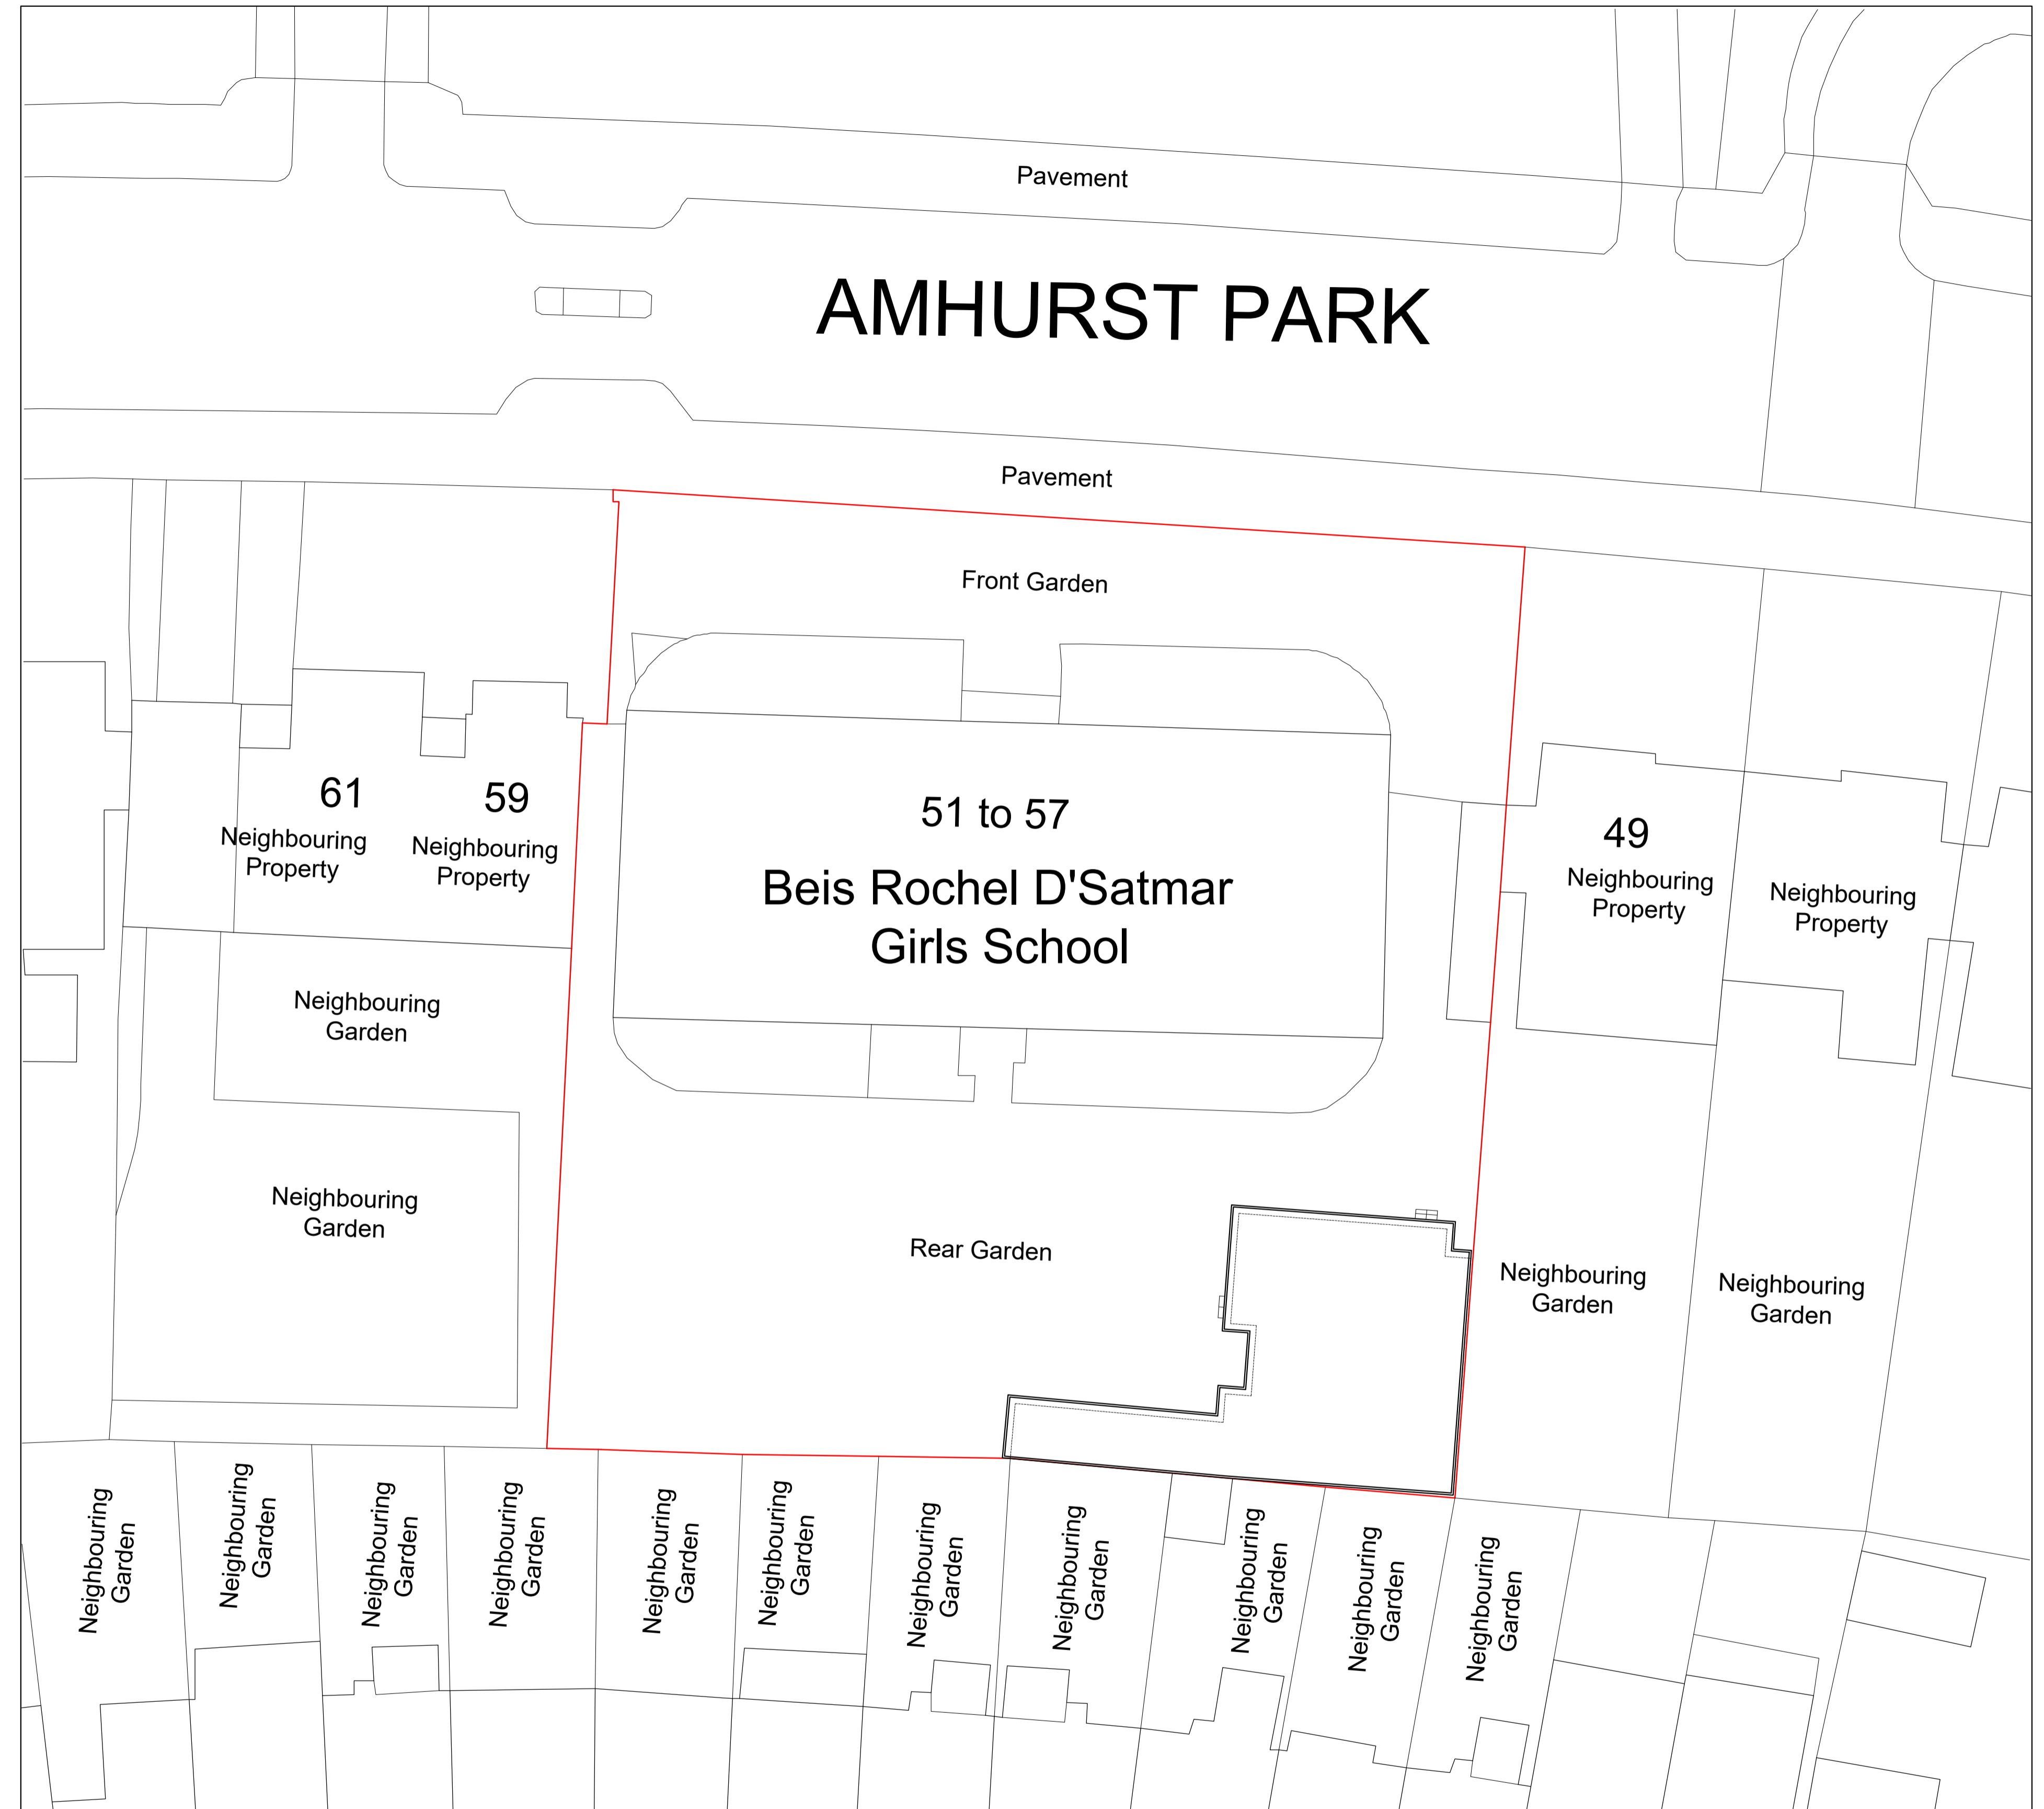 Pavement
AMHURST PARK
Pavement
Front Garden
61
Neighbouring
Property
59
Neighbouring
Property
51 to 57
Beis Rochel D'Satmar
Girls School
49
Neighbouring
Property
Neighbouring
Property
Neighbouring
Garden
Neighbouring
Garden
Rear Garden
Neighbouring
Garden
Neighbouring
Garden
Neighbouring
Garden
Neighbouring
Garden
Neighbouring
Garden
Neighbouring
Garden
Neighbouring
Garden
Neighbouring
Garden
Neighbouring
Garden
Neighbouring
Garden
Neighbouring
Garden
Neighbouring
Garden
Neighbouring
Garden